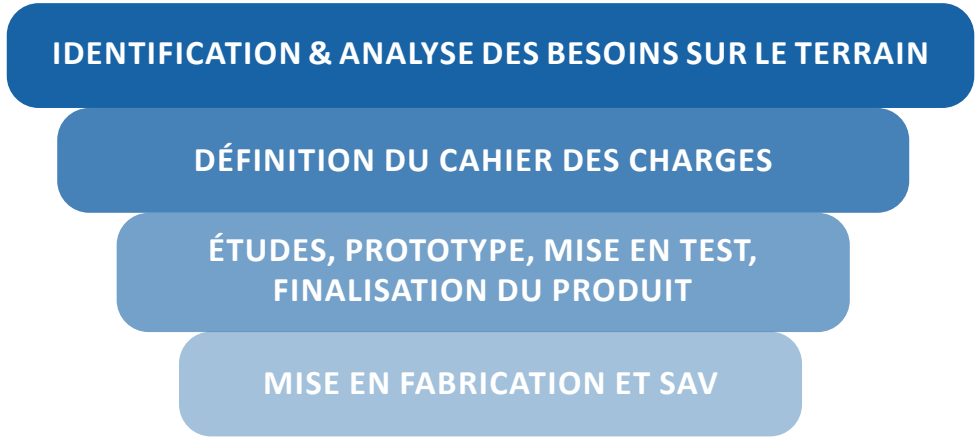 IDENTIFICATION & ANALYSE DES BESOINS SUR LE TERRAIN
DÉFINITION DU CAHIER DES CHARGES
ÉTUDES, PROTOTYPE, MISE EN TEST,
FINALISATION DU PRODUIT
MISE EN FABRICATION ET SAV